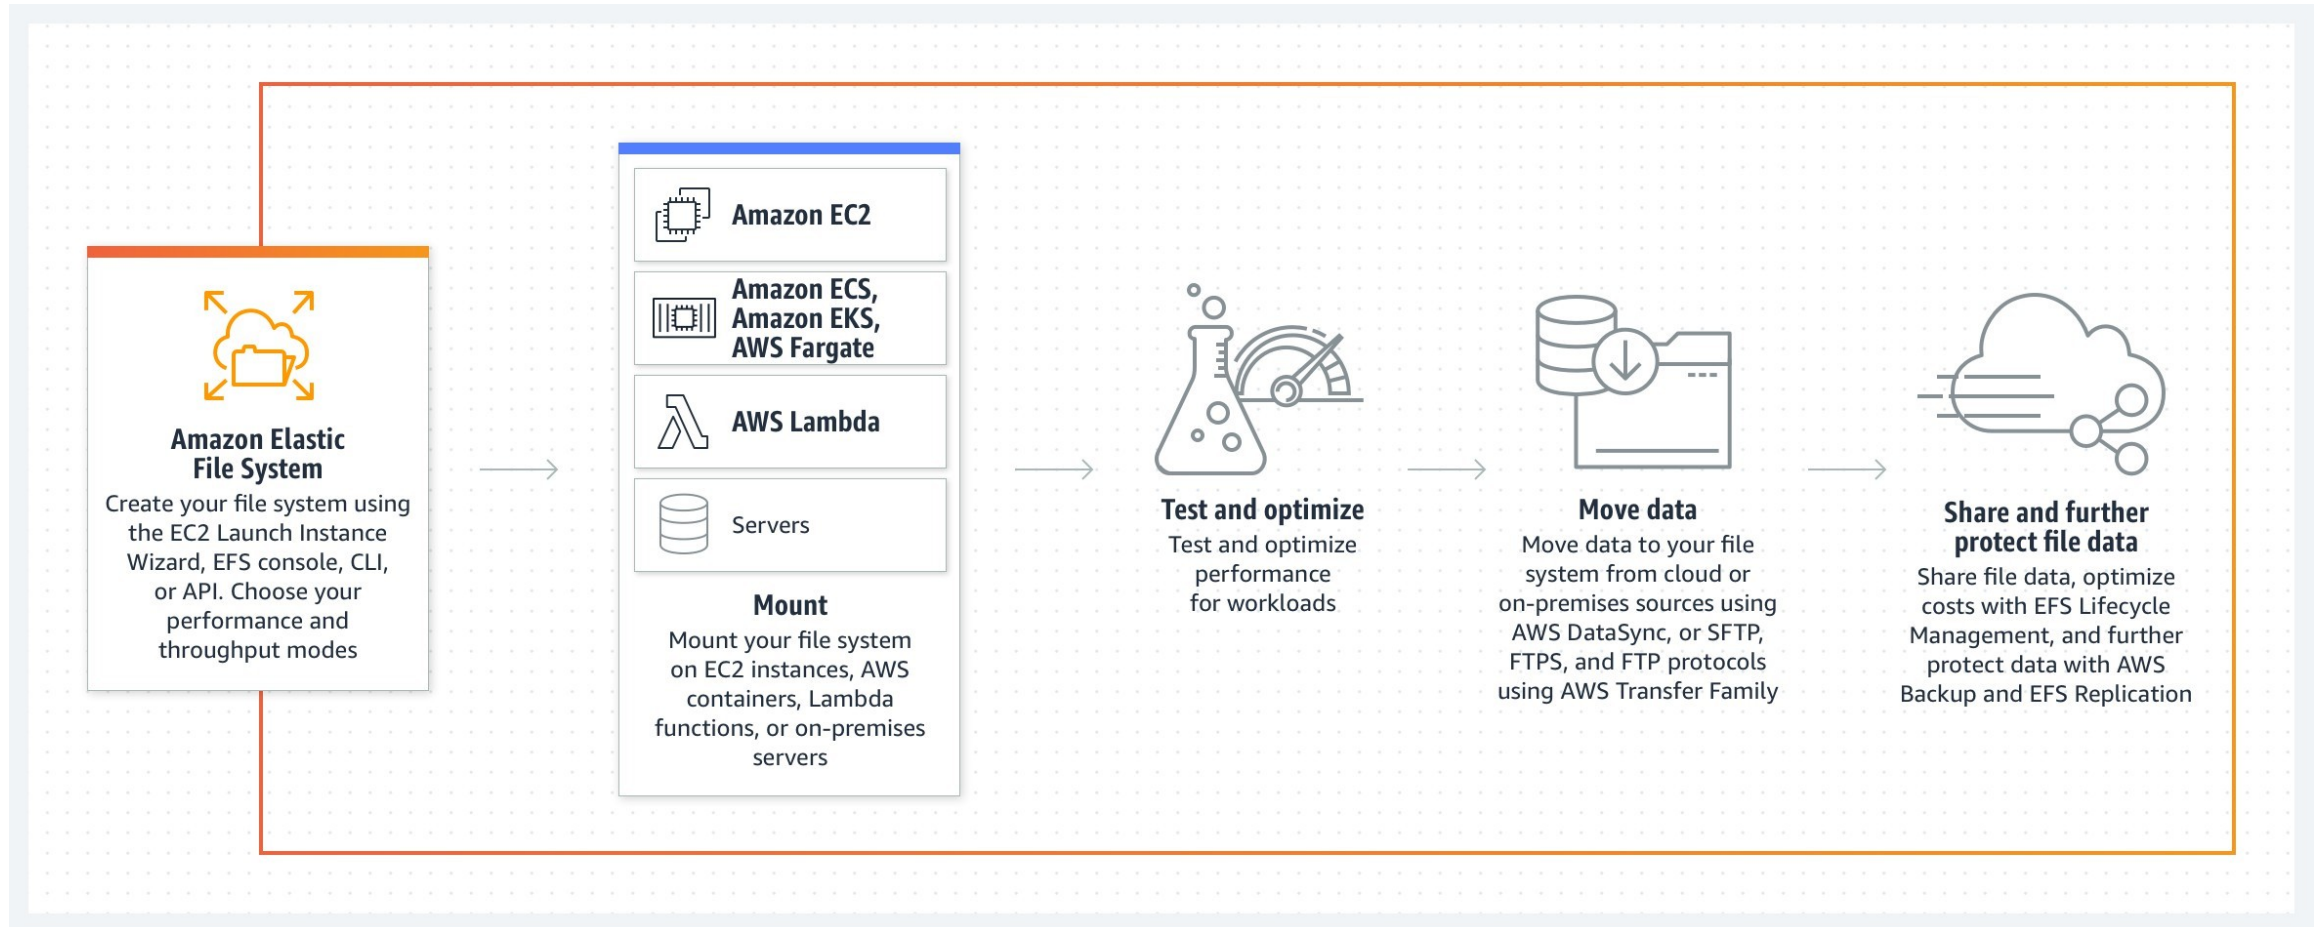 Amazon Elastic
File System
Create your file system using
the EC2 Launch Instance
Wizard, EFS console, CLI,
or API. Choose your
performance and
throughput modes
Amazon EC2
Amazon ECS,
Amazon EKS,
AWS Fargate
AWS Lambda
Servers
Mount
Mount your file system
on EC2 instances, AWS
containers, Lambda
functions, or on-premises
servers
Test and optimize
Test and optimize
performance
for workloads
Move data
Move data to your file
system from cloud or
on-premises sources using
AWS DataSync, or SFTP,
FTPS, and FTP protocols
using AWS Transfer Family
Share and further
protect file data
Share file data, optimize
costs with EFS Lifecycle
Management, and further
protect data with AWS
Backup and EFS Replication